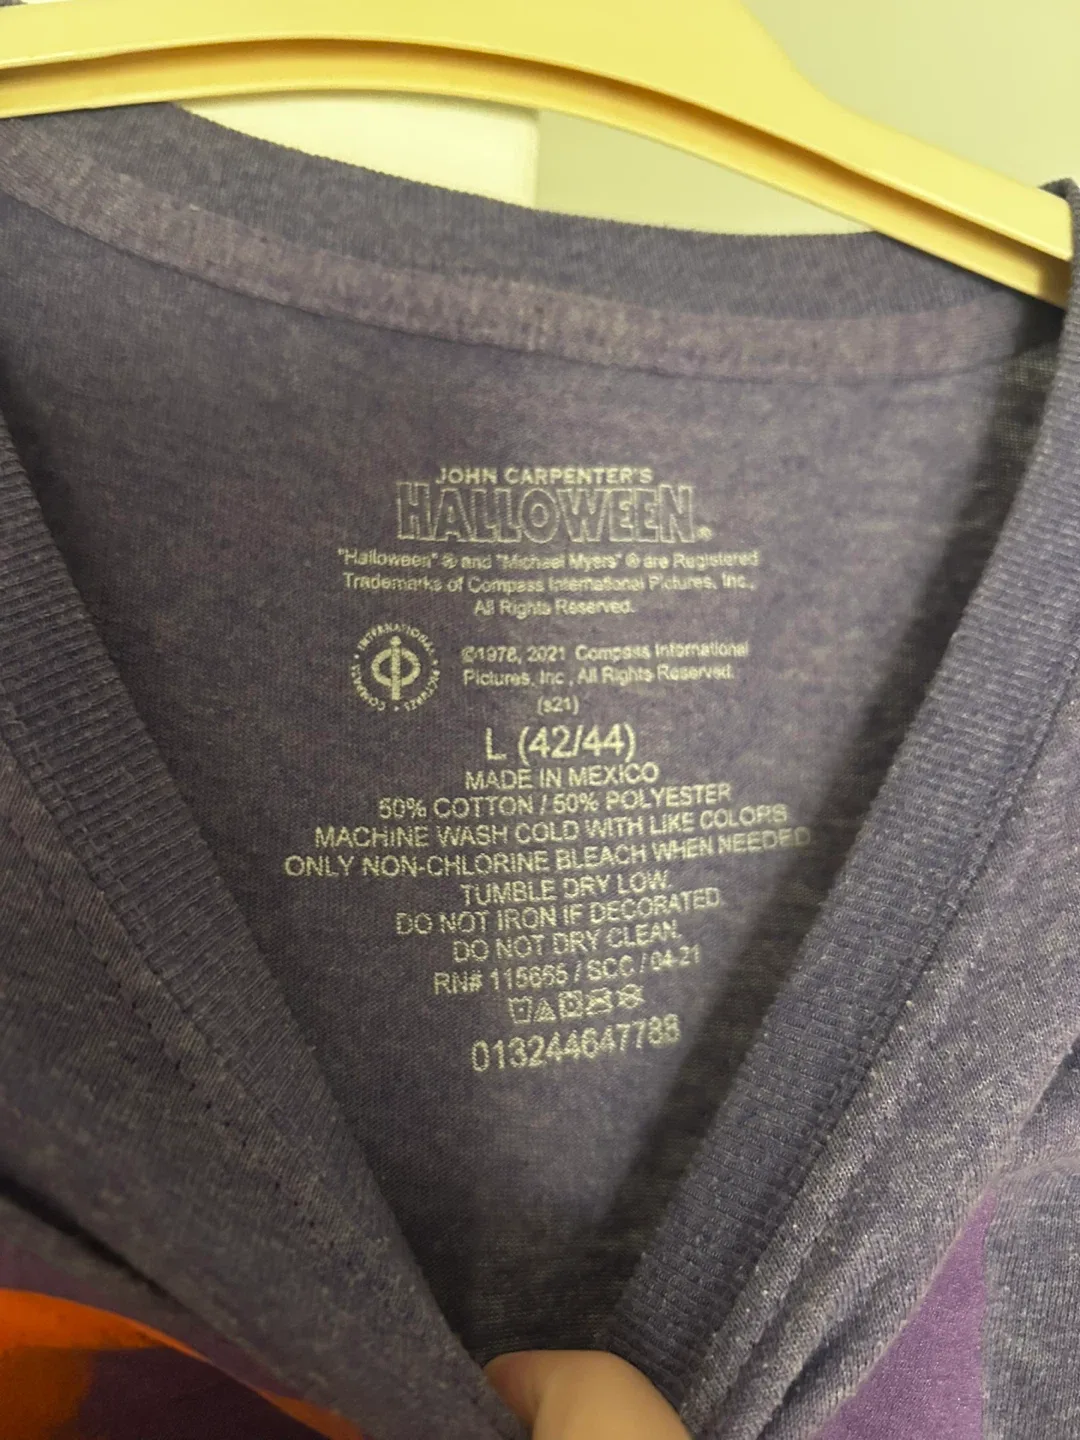 JOHN CARPENTER'S
HALLOWEEN®
"Halloween" ® and "Michael Myers" ® are Registered
Trademarks of Compass International Pictures, Inc.,
All Rights Reserved.
COMPASS • INTERNATIONAL • PICTURES •
©1978, 2021 Compass International
Pictures, Inc., All Rights Reserved.
(s21)
L (42/44)
MADE IN MEXICO
50% COTTON / 50% POLYESTER
MACHINE WASH COLD WITH LIKE COLORS
ONLY NON-CHLORINE BLEACH WHEN NEEDED.
TUMBLE DRY LOW.
DO NOT IRON IF DECORATED.
DO NOT DRY CLEAN.
RN# 115655 / SCC / 04-21
013244647788